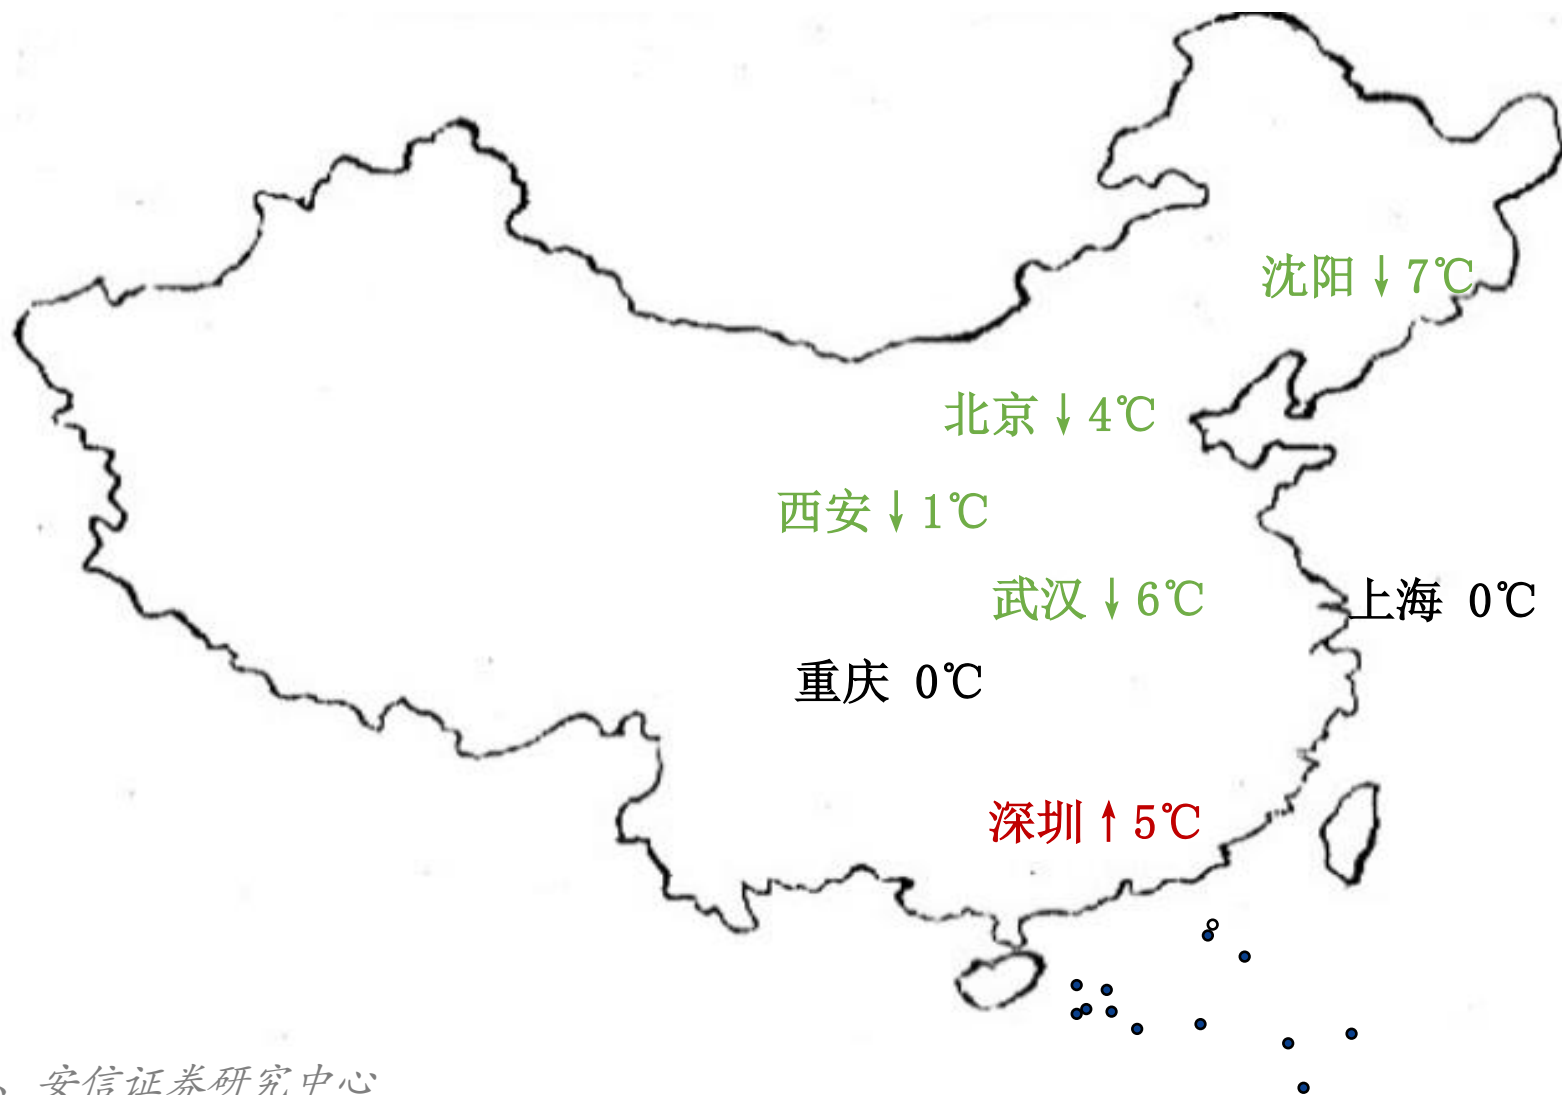 沈阳↓7℃
北京↓4℃
西安↓1℃
武汉↓6℃
上海 0℃
重庆 0℃
深圳↑5℃
、安信证券研究中心